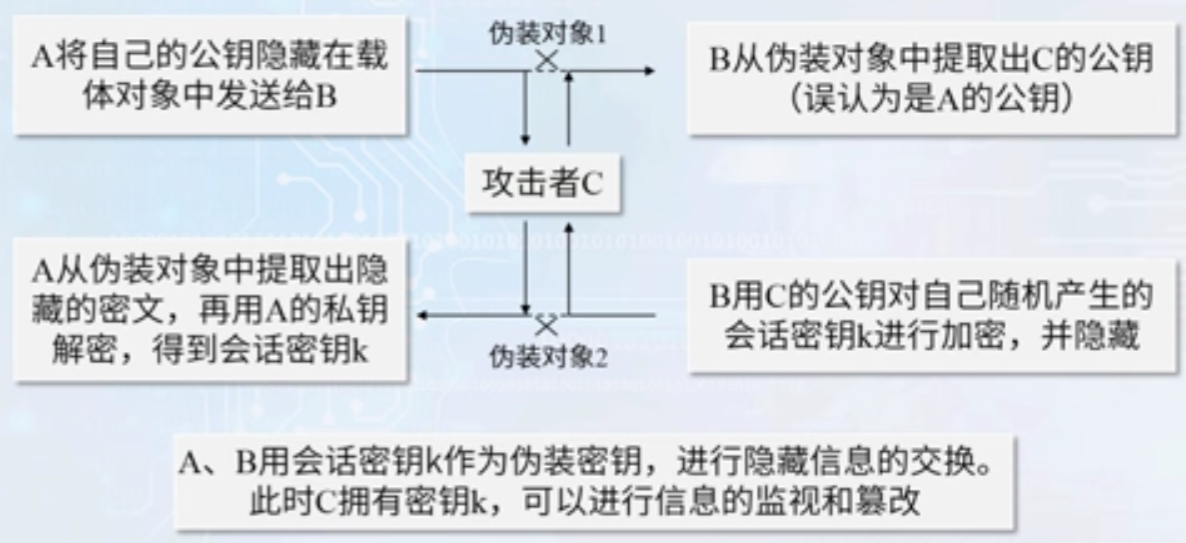 A将自己的公钥隐藏在载
体对象中发送给B
伪装对象1
B从伪装对象中提取出C的公钥
（误认为是A的公钥）
攻击者C
A从伪装对象中提取出隐
藏的密文，再用A的私钥
解密，得到会话密钥k
伪装对象2
B用C的公钥对自己随机产生的
会话密钥k进行加密，并隐藏
A、B用会话密钥k作为伪装密钥，进行隐藏信息的交换。
此时C拥有密钥k，可以进行信息的监视和篡改